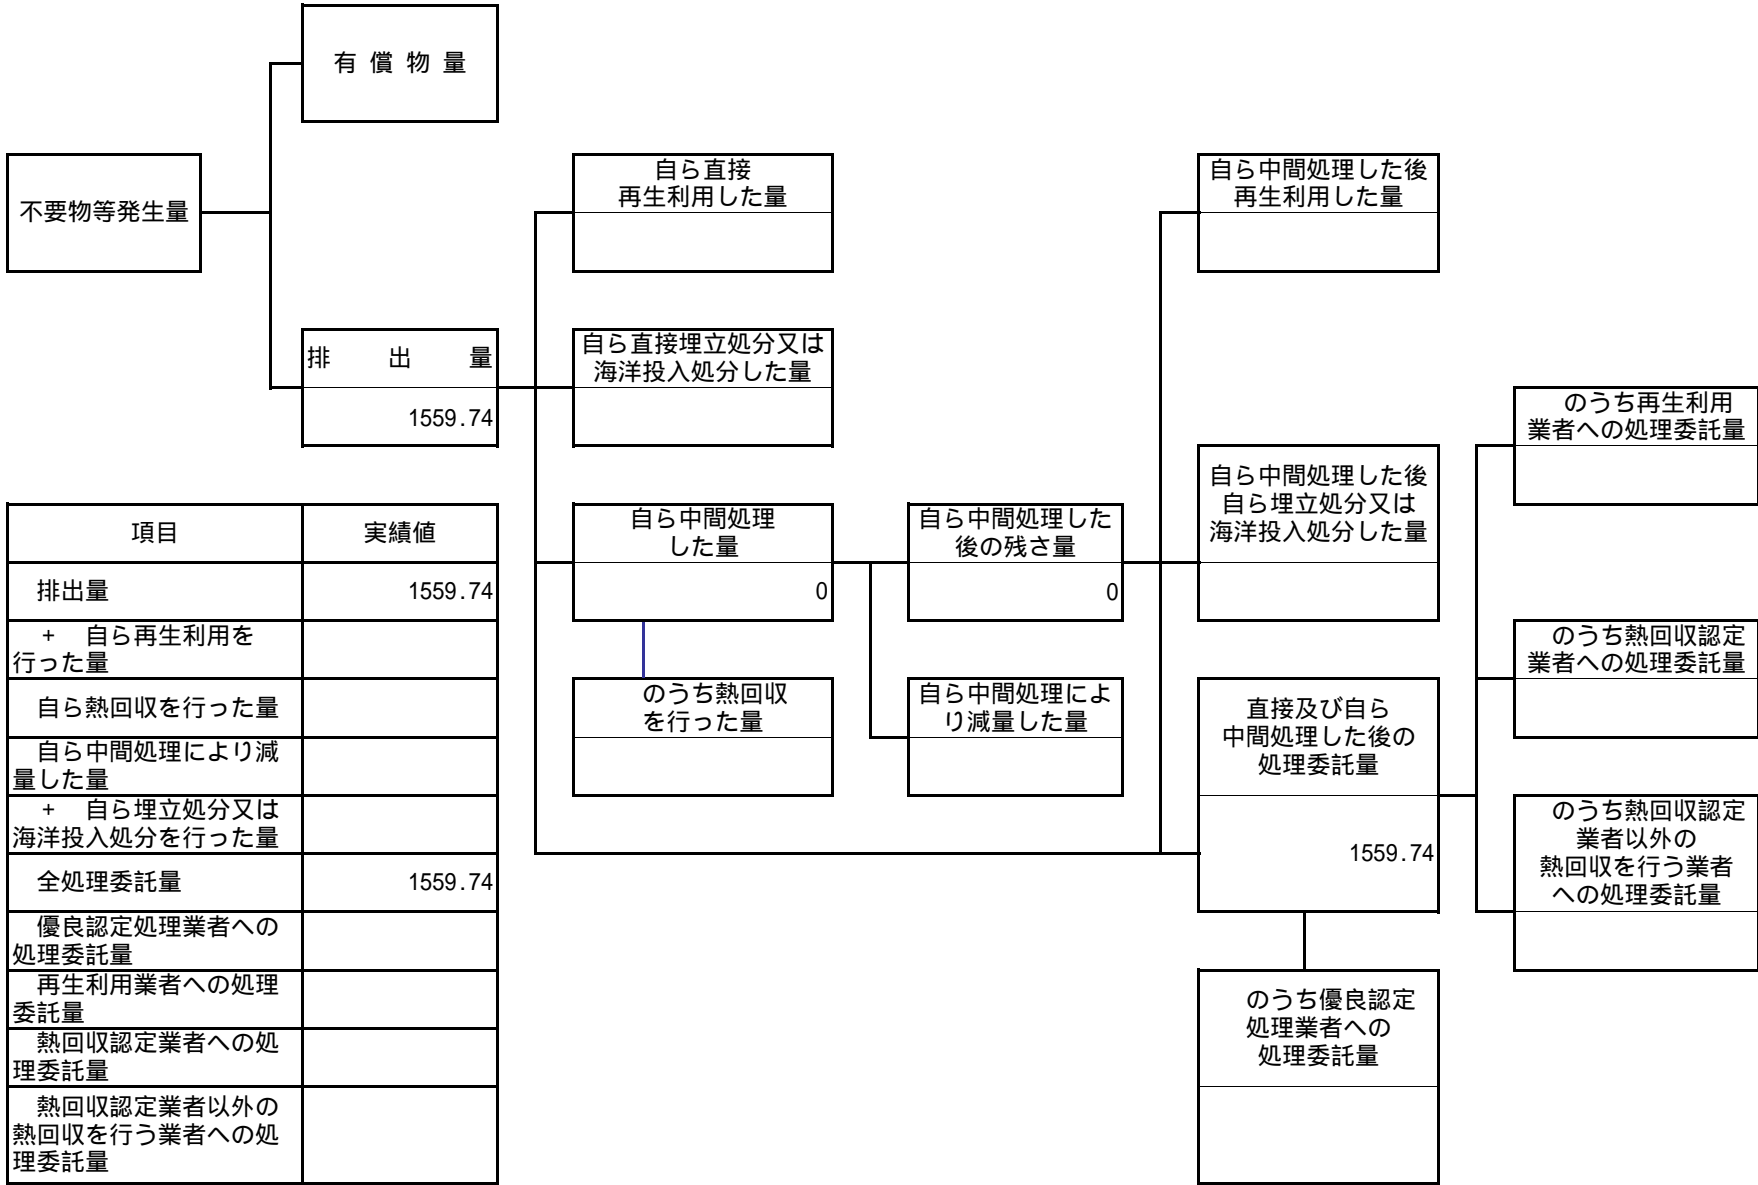 有償物量
不要物等発生量
排出量
1559.74
自ら直接
再生利用した量
自ら直接埋立処分又は
海洋投入処分した量
自ら中間処理
した量
0
のうち熱回収
を行った量
自ら中間処理した
後の残さ量
0
自ら中間処理によ
り減量した量
自ら中間処理した後
再生利用した量
自ら中間処理した後
自ら埋立処分又は
海洋投入処分した量
直接及び自ら
中間処理した後の
処理委託量
1559.74
のうち優良認定
処理業者への
処理委託量
のうち再生利用
業者への処理委託量
のうち熱回収認定
業者への処理委託量
のうち熱回収認定
業者以外の
熱回収を行う業者
への処理委託量
項目 実績値
排出量 1559.74
+ 自ら再生利用を
行った量
自ら熱回収を行った量
自ら中間処理により減
量した量
+ 自ら埋立処分又は
海洋投入処分を行った量
全処理委託量 1559.74
優良認定処理業者への
処理委託量
再生利用業者への処理
委託量
熱回収認定業者への処
理委託量
熱回収認定業者以外の
熱回収を行う業者への処
理委託量